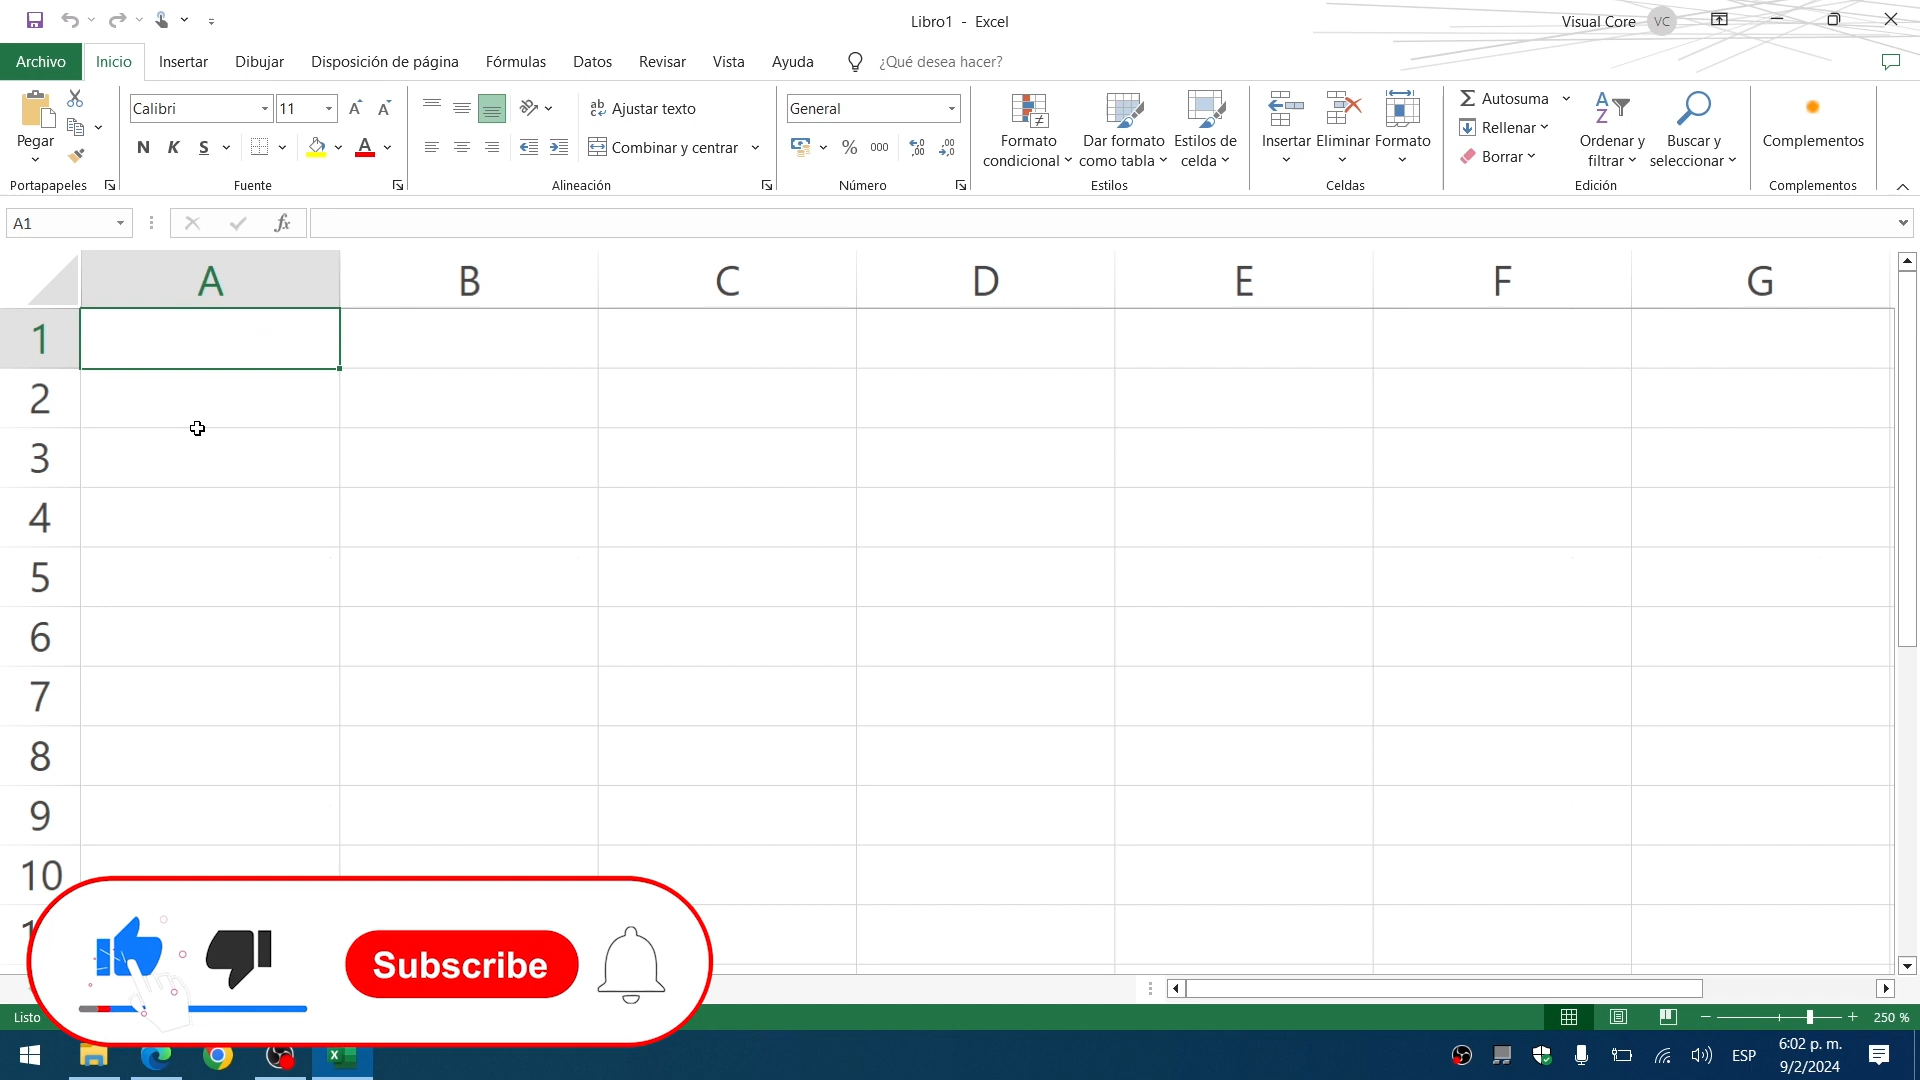 Libro1 - Excel
Visual Core VC
Archivo Inicio Insertar Dibujar Disposición de página Fórmulas Datos Revisar Vista Ayuda ¿Qué desea hacer?
Calibri 11 Ajustar texto General Autosuma
Pegar Formato Dar formato Estilos de Insertar Eliminar Formato Rellenar Ordenar y Buscar y Complementos
N K S A Combinar y centrar % 000 condicional como tabla celda Borrar filtrar seleccionar
Portapapeles Fuente Alineación Número Estilos Celdas Edición Complementos
A1 fx
A B C D E F G
1
2
3
4
5
6
7
8
9
10
Subscribe
Listo 250 %
ESP 6:02 p. m.
9/2/2024